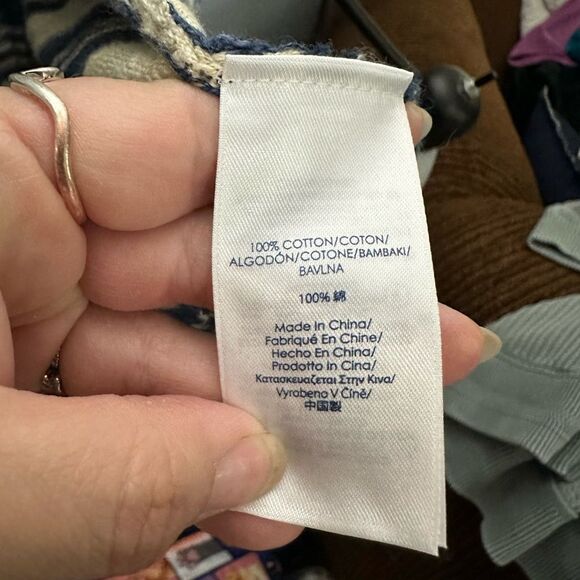 100% COTTON/COTON/
ALGODÓN/COTONE/BAMBAKI/
BAVLNA
100% 綿
Made In China/
Fabriqué En Chine/
Hecho En China/
Prodotto In Cina/
Κατασκευαζεται Στην Κινα/
Vyrobeno V Číně/
中国製